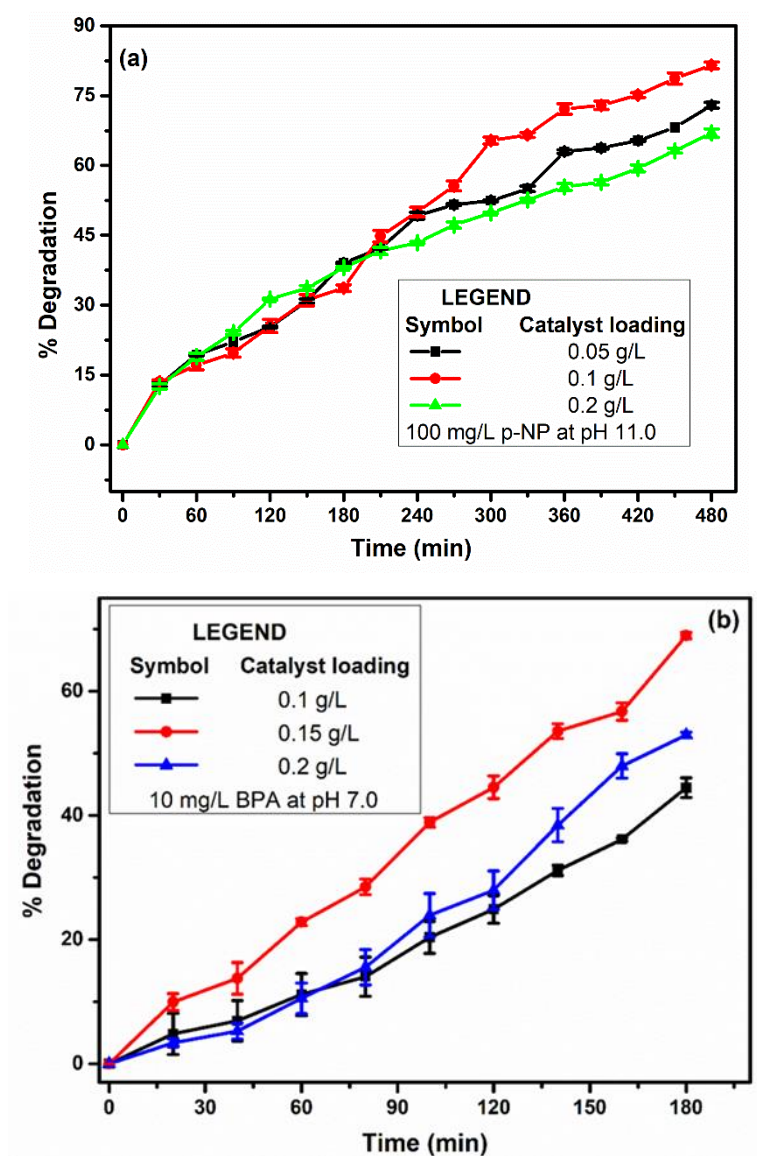 (a)
% Degradation
90
75
60
45
30
15
0
LEGEND
Symbol Catalyst loading
0.05 g/L
0.1 g/L
0.2 g/L
100 mg/L p-NP at pH 11.0
0 60 120 180 240 300 360 420 480
Time (min)
(b)
% Degradation
60
40
20
0
LEGEND
Symbol Catalyst loading
0.1 g/L
0.15 g/L
0.2 g/L
10 mg/L BPA at pH 7.0
0 30 60 90 120 150 180
Time (min)